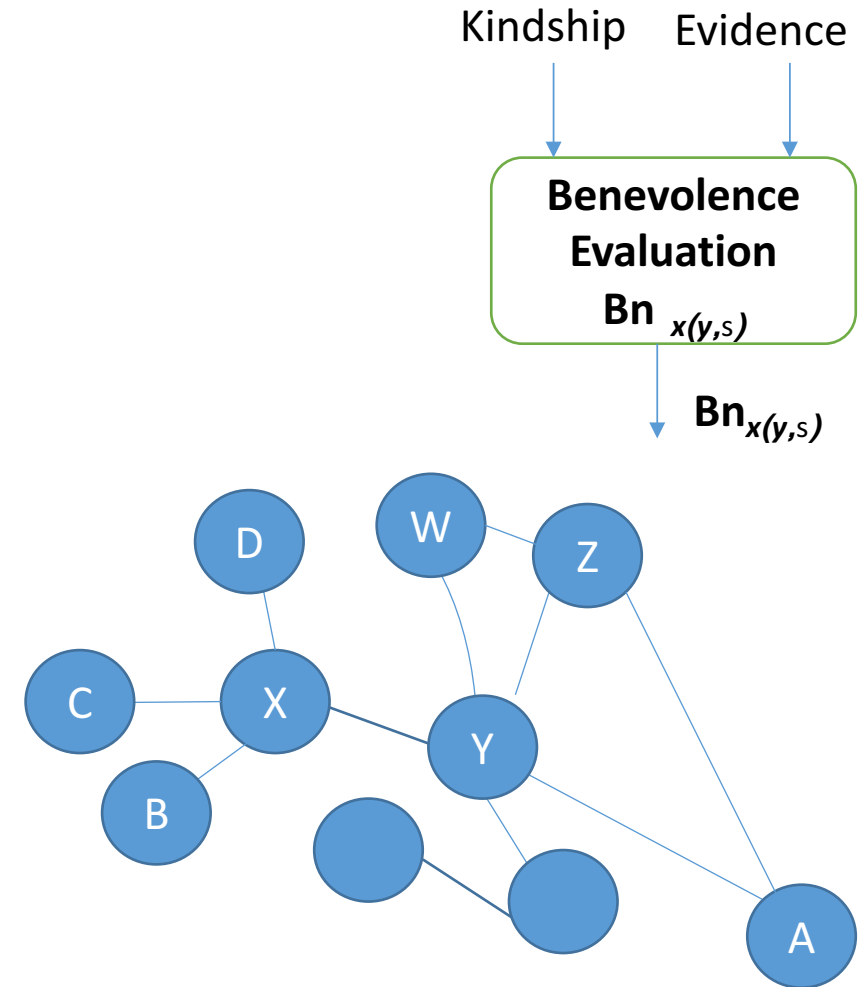 Kindship Evidence
Benevolence
Evaluation
Bn x(y,s)
Bnx(y,s)
W
D
Z
C
X
Y
B
A